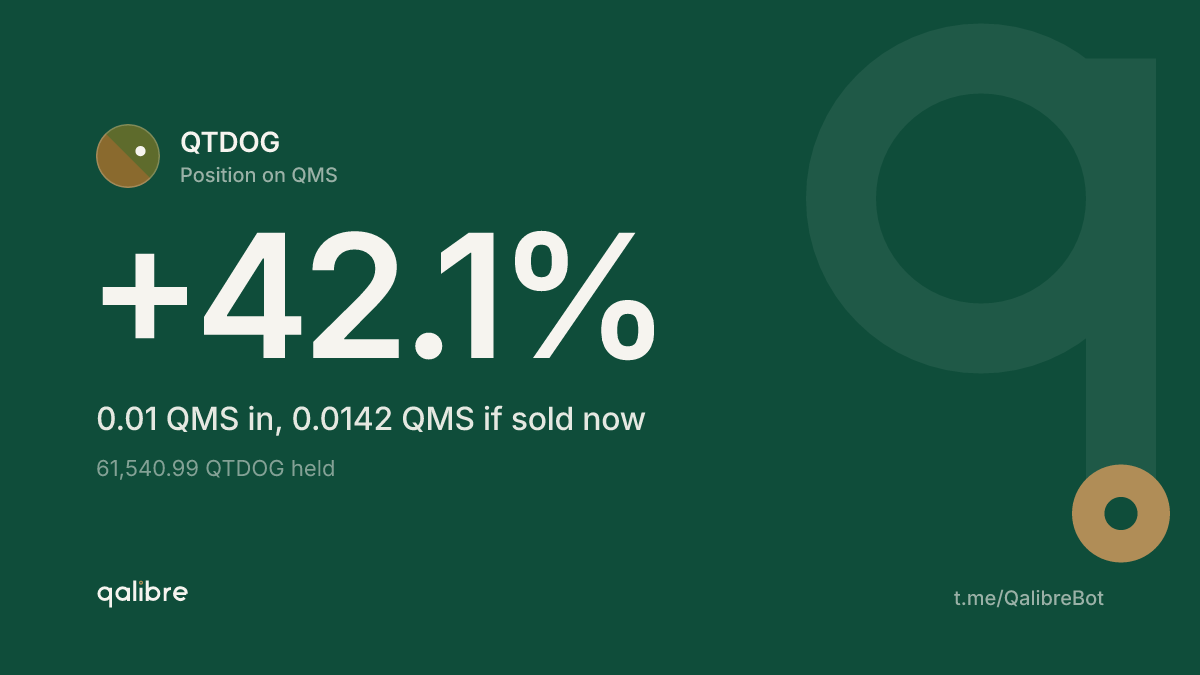 QTDOG
Position on QMS
+42.1%
0.01 QMS in, 0.0142 QMS if sold now
61,540.99 QTDOG held
qalibre
t.me/QalibreBot